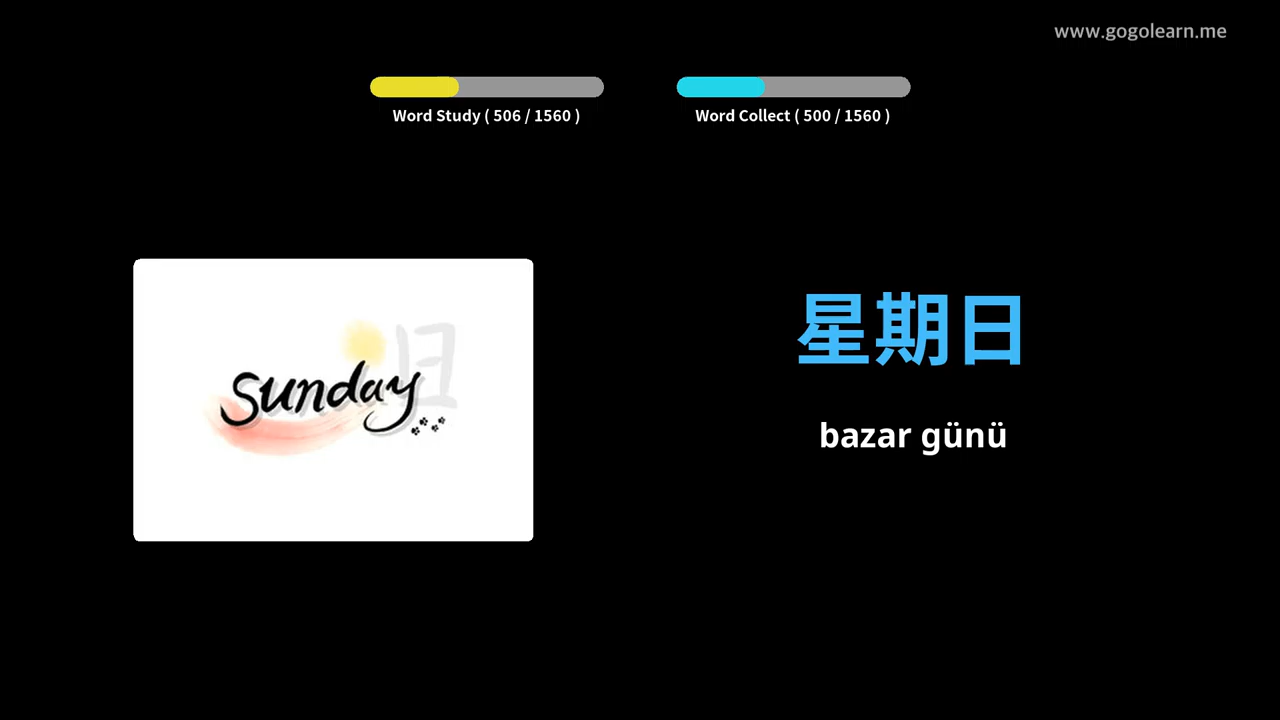 www.gogolearn.me
Word Study ( 506 / 1560 )
Word Collect ( 500 / 1560 )
Sunday
星期日
bazar günü